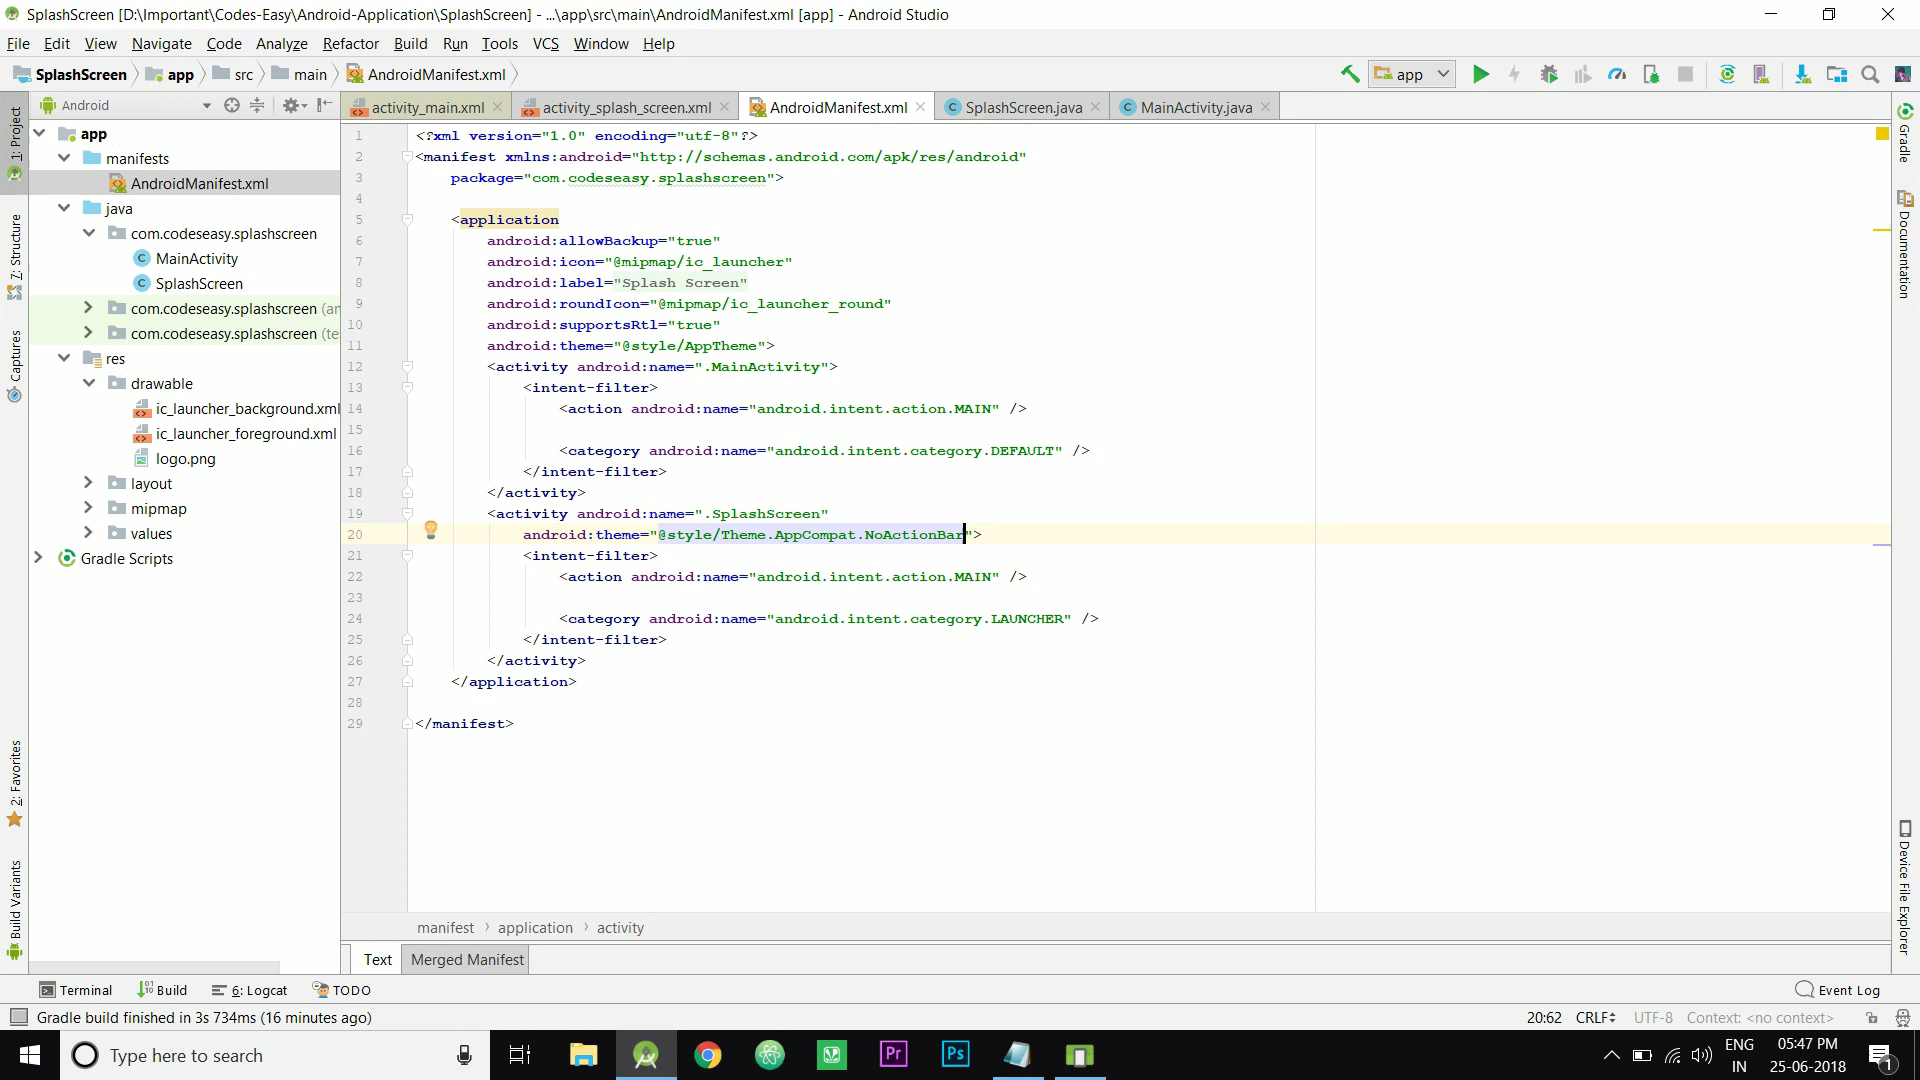 SplashScreen [D:\Important\Codes-Easy\Android-Application\SplashScreen] - ...\app\src\main\AndroidManifest.xml [app] - Android Studio
File Edit View Navigate Code Analyze Refactor Build Run Tools VCS Window Help
SplashScreen app src main AndroidManifest.xml app
Android activity_main.xml activity_splash_screen.xml AndroidManifest.xml SplashScreen.java MainActivity.java
1: Project
7: Structure
Captures
2: Favorites
Build Variants
app
manifests
AndroidManifest.xml
java
com.codeseasy.splashscreen
MainActivity
SplashScreen
com.codeseasy.splashscreen (an
com.codeseasy.splashscreen (te
res
drawable
ic_launcher_background.xml
ic_launcher_foreground.xml
logo.png
layout
mipmap
values
Gradle Scripts
1 <?xml version="1.0" encoding="utf-8"?>
2 <manifest xmlns:android="http://schemas.android.com/apk/res/android"
3 package="com.codeseasy.splashscreen">
4
5 <application
6 android:allowBackup="true"
7 android:icon="@mipmap/ic_launcher"
8 android:label="Splash Screen"
9 android:roundIcon="@mipmap/ic_launcher_round"
10 android:supportsRtl="true"
11 android:theme="@style/AppTheme">
12 <activity android:name=".MainActivity">
13 <intent-filter>
14 <action android:name="android.intent.action.MAIN" />
15
16 <category android:name="android.intent.category.DEFAULT" />
17 </intent-filter>
18 </activity>
19 <activity android:name=".SplashScreen"
20 android:theme="@style/Theme.AppCompat.NoActionBar">
21 <intent-filter>
22 <action android:name="android.intent.action.MAIN" />
23
24 <category android:name="android.intent.category.LAUNCHER" />
25 </intent-filter>
26 </activity>
27 </application>
28
29 </manifest>
Gradle
Documentation
Device File Explorer
manifest application activity
Text Merged Manifest
Terminal Build 6: Logcat TODO Event Log
Gradle build finished in 3s 734ms (16 minutes ago) 20:62 CRLF UTF-8 Context: <no context>
Type here to search
Pr
Ps
ENG
IN
05:47 PM
25-06-2018
1